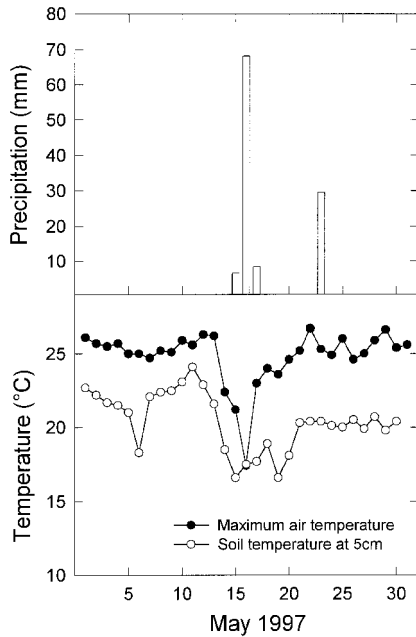 80
70
60
50
40
30
20
10
Precipitation (mm)
25
20
15
10
Temperature (°C)
Maximum air temperature
Soil temperature at 5cm
5 10 15 20 25 30
May 1997